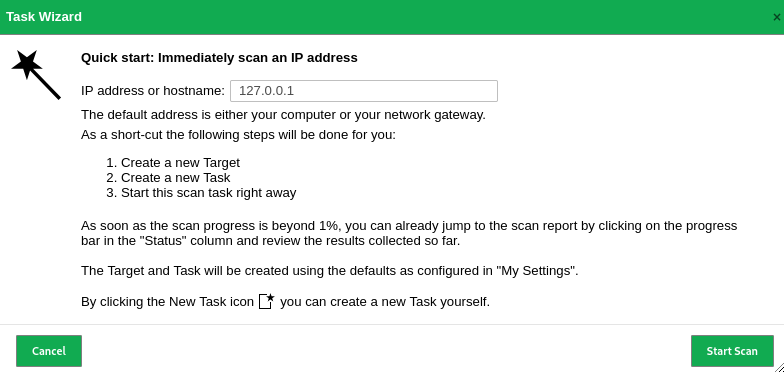 Task Wizard ×
Quick start: Immediately scan an IP address
IP address or hostname: 127.0.0.1
The default address is either your computer or your network gateway.
As a short-cut the following steps will be done for you:
1. Create a new Target
2. Create a new Task
3. Start this scan task right away
As soon as the scan progress is beyond 1%, you can already jump to the scan report by clicking on the progress
bar in the "Status" column and review the results collected so far.
The Target and Task will be created using the defaults as configured in "My Settings".
By clicking the New Task icon you can create a new Task yourself.
Cancel Start Scan